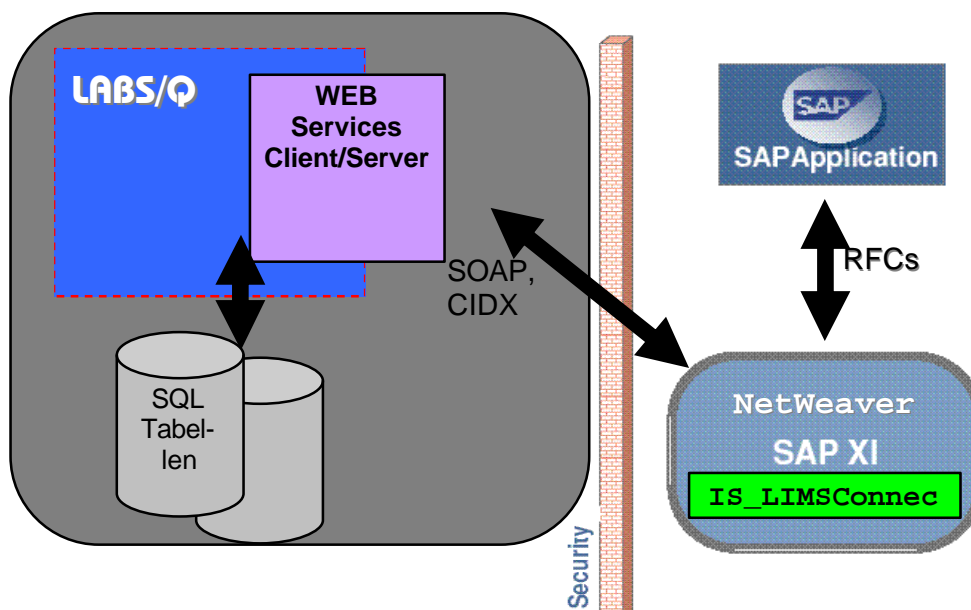 LABS/Q
WEB
Services
Client/Server
SOAP,
CIDX
SQL
Tabel-
len
Security
SAP
SAPApplication
RFCs
NetWeaver
SAP XI
IS_LIMSConnec